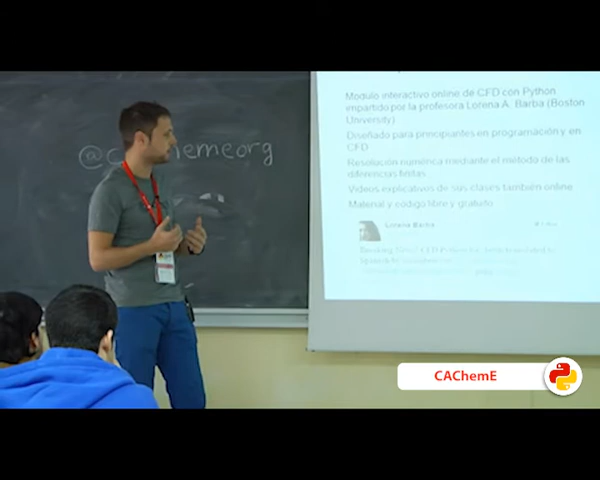 Modulo interactivo online de CFD con Python
impartido por la profesora Lorena A. Barba (Boston
University)
Diseñado para principiantes en programación y en
CFD
Resolución numérica mediante el método de las
diferencias finitas
Videos explicativos de sus clases también online
Material y código libre y gratuito
@c hemeorg
Lorena Barba
CAChemE